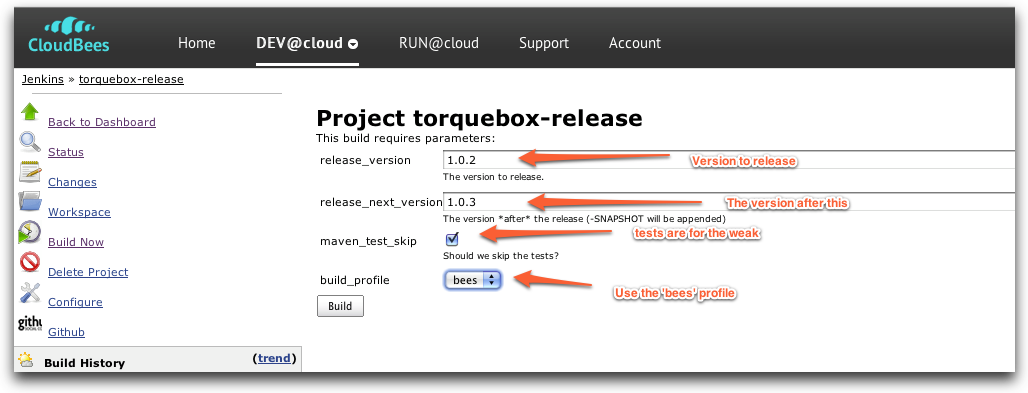 CloudBees
Home
DEV@cloud
RUN@cloud
Support
Account
Jenkins » torquebox-release
Back to Dashboard
Status
Changes
Workspace
Build Now
Delete Project
Configure
Github
Build History (trend)
Project torquebox-release
This build requires parameters:
release_version 1.0.2 Version to release
The version to release.
release_next_version 1.0.3 The version after this
The version *after* the release (-SNAPSHOT will be appended)
maven_test_skip tests are for the weak
Should we skip the tests?
build_profile bees Use the 'bees' profile
Build